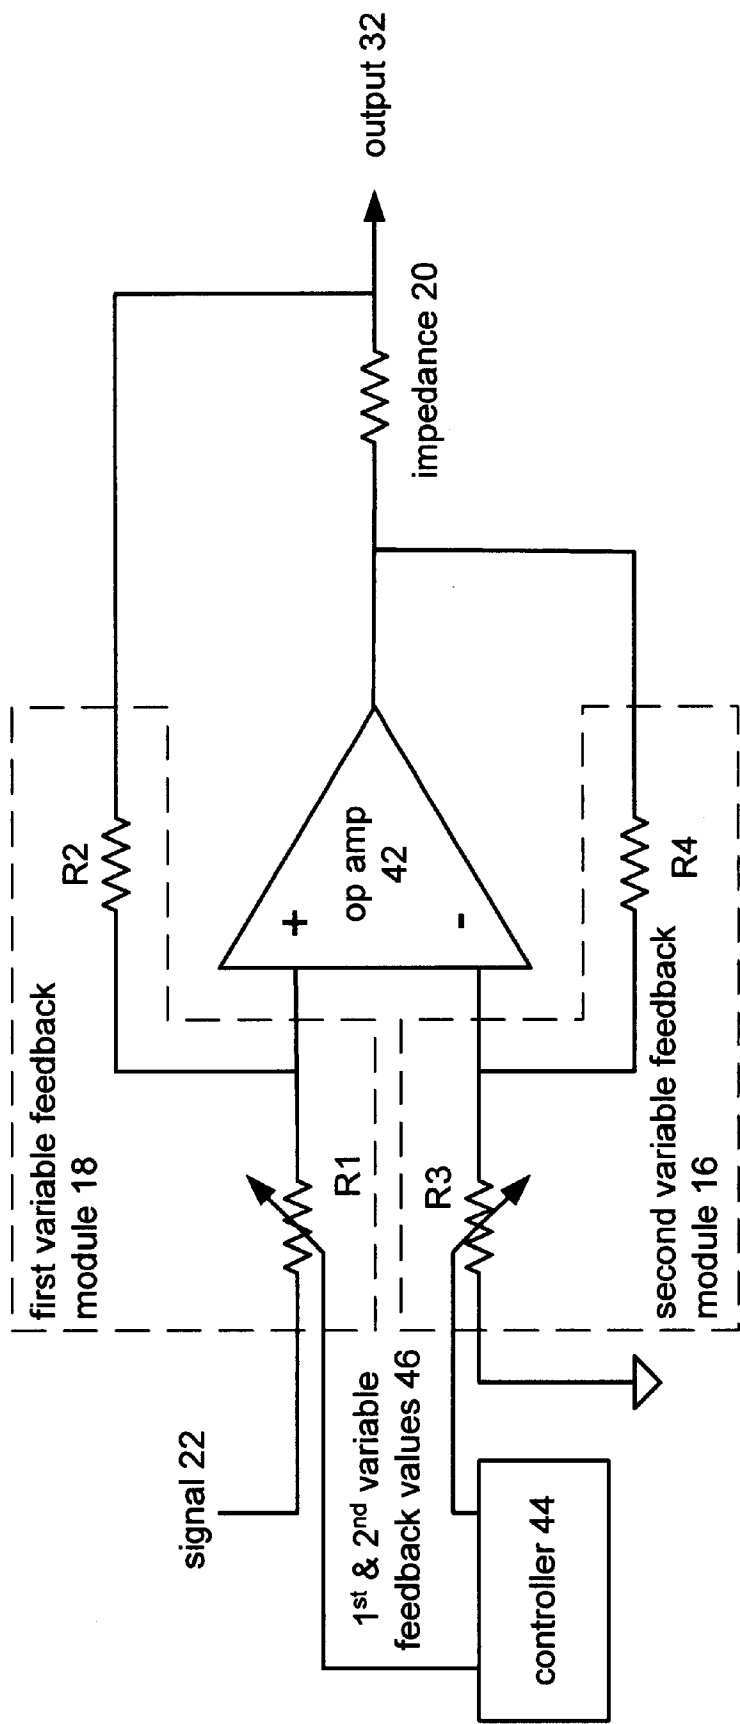 first variable feedback
module 18
R2
output 32
impedance 20
op amp
42
+
-
signal 22
R1
R3
R4
1st & 2nd variable
feedback values 46
second variable feedback
module 16
controller 44